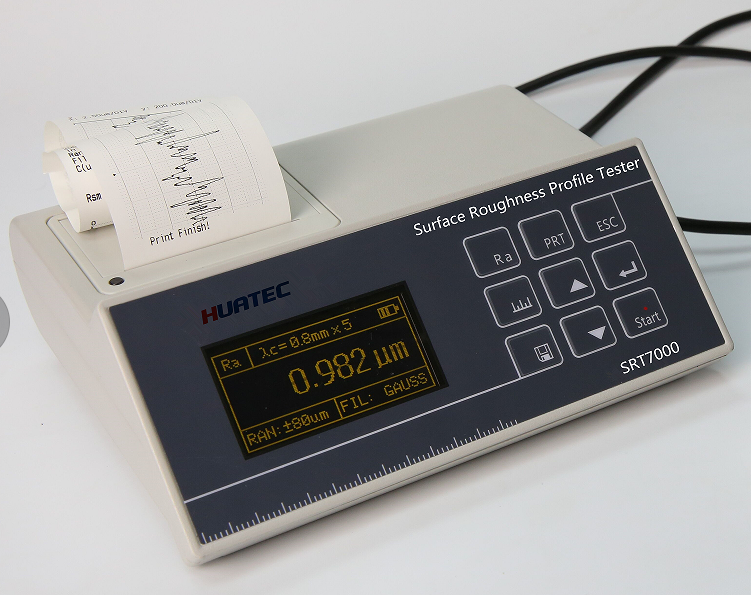 Print Finish!
Rsm
HUATEC
Surface Roughness Profile Tester
Ra
PRT
ESC
Start
SRT7000
Ra λc=0.8mm×5
0.982 µm
RAN:±80um FIL: GAUSS